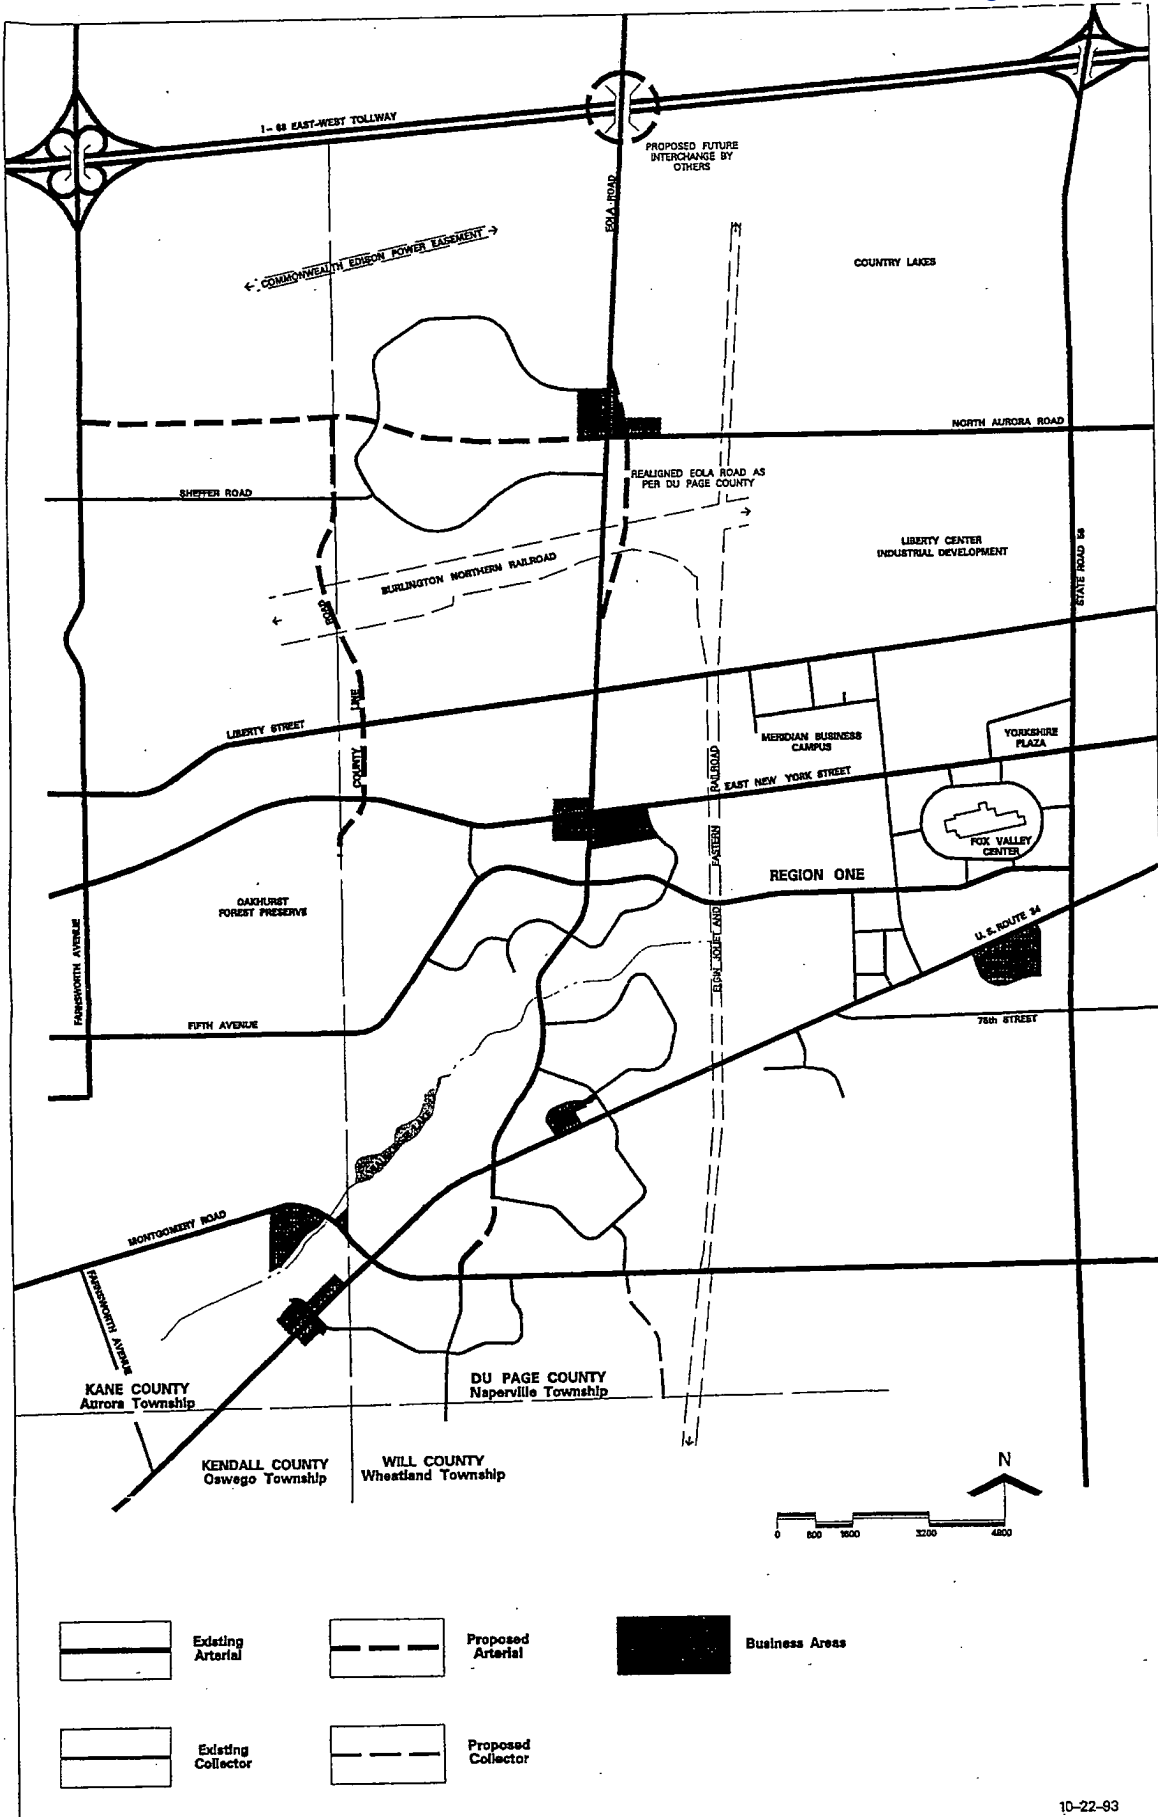 I-88 EAST-WEST TOLLWAY
PROPOSED FUTURE
INTERCHANGE BY
OTHERS
EOLA ROAD
COMMONWEALTH EDISON POWER EASEMENT
COUNTRY LAKES
NORTH AURORA ROAD
REALIGNED EOLA ROAD AS
PER DU PAGE COUNTY
SHEFFER ROAD
BURLINGTON NORTHERN RAILROAD
LIBERTY CENTER
INDUSTRIAL DEVELOPMENT
STATE ROAD 59
COUNTY LINE ROAD
LIBERTY STREET
MERIDIAN BUSINESS
CAMPUS
YORKSHIRE
PLAZA
EAST NEW YORK STREET
FOX VALLEY
CENTER
REGION ONE
OAKHURST
FOREST PRESERVE
ELGIN JOLIET AND EASTERN RAILROAD
U.S. ROUTE 34
FARNSWORTH AVENUE
FIFTH AVENUE
75th STREET
MONTGOMERY ROAD
FARNSWORTH AVENUE
KANE COUNTY
Aurora Township
DU PAGE COUNTY
Naperville Township
KENDALL COUNTY
Oswego Township
WILL COUNTY
Wheatland Township
N
0 800 1600 3200 4800
Existing
Arterial
Proposed
Arterial
Business Areas
Existing
Collector
Proposed
Collector
10-22-93